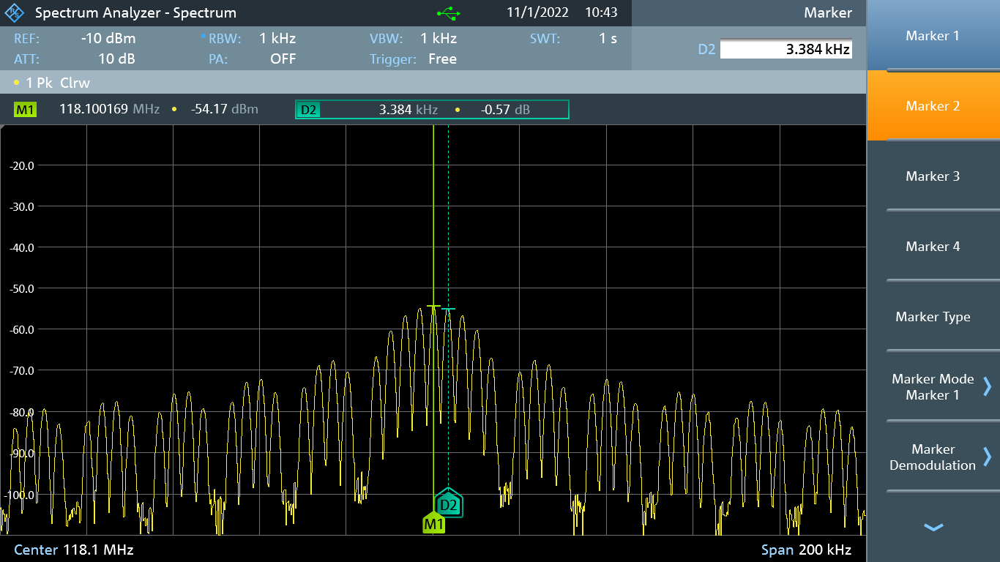 Spectrum Analyzer - Spectrum 11/1/2022 10:43 Marker
REF: -10 dBm RBW: 1 kHz VBW: 1 kHz SWT: 1 s
ATT: 10 dB PA: OFF Trigger: Free
D2 3.384 kHz
1 Pk Clrw
M1 118.100169 MHz • -54.17 dBm D2 3.384 kHz • -0.57 dB
-20.0
-30.0
-40.0
-50.0
-60.0
-70.0
-80.0
-90.0
-100.0
D2
M1
Center 118.1 MHz Span 200 kHz
Marker 1
Marker 2
Marker 3
Marker 4
Marker Type
Marker Mode
Marker 1
Marker
Demodulation